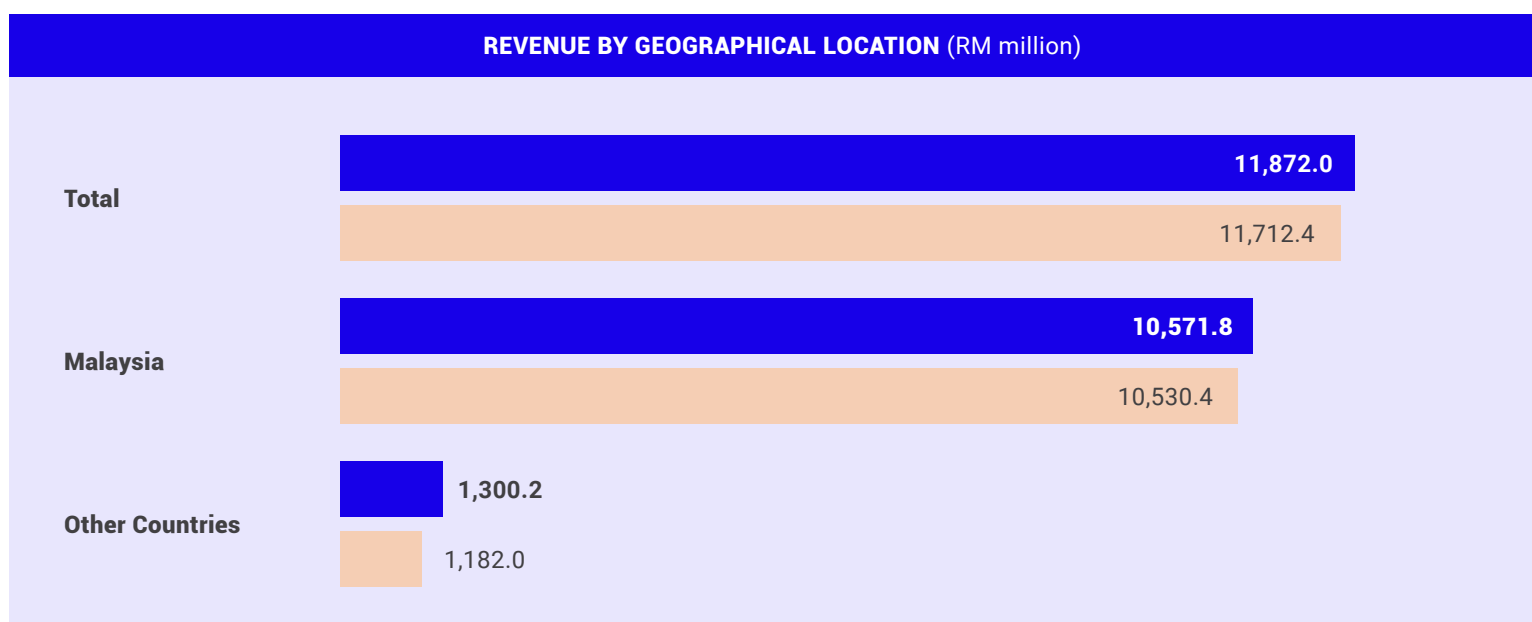 REVENUE BY GEOGRAPHICAL LOCATION (RM million)
Total
11,872.0
11,712.4
Malaysia
10,571.8
10,530.4
Other Countries
1,300.2
1,182.0